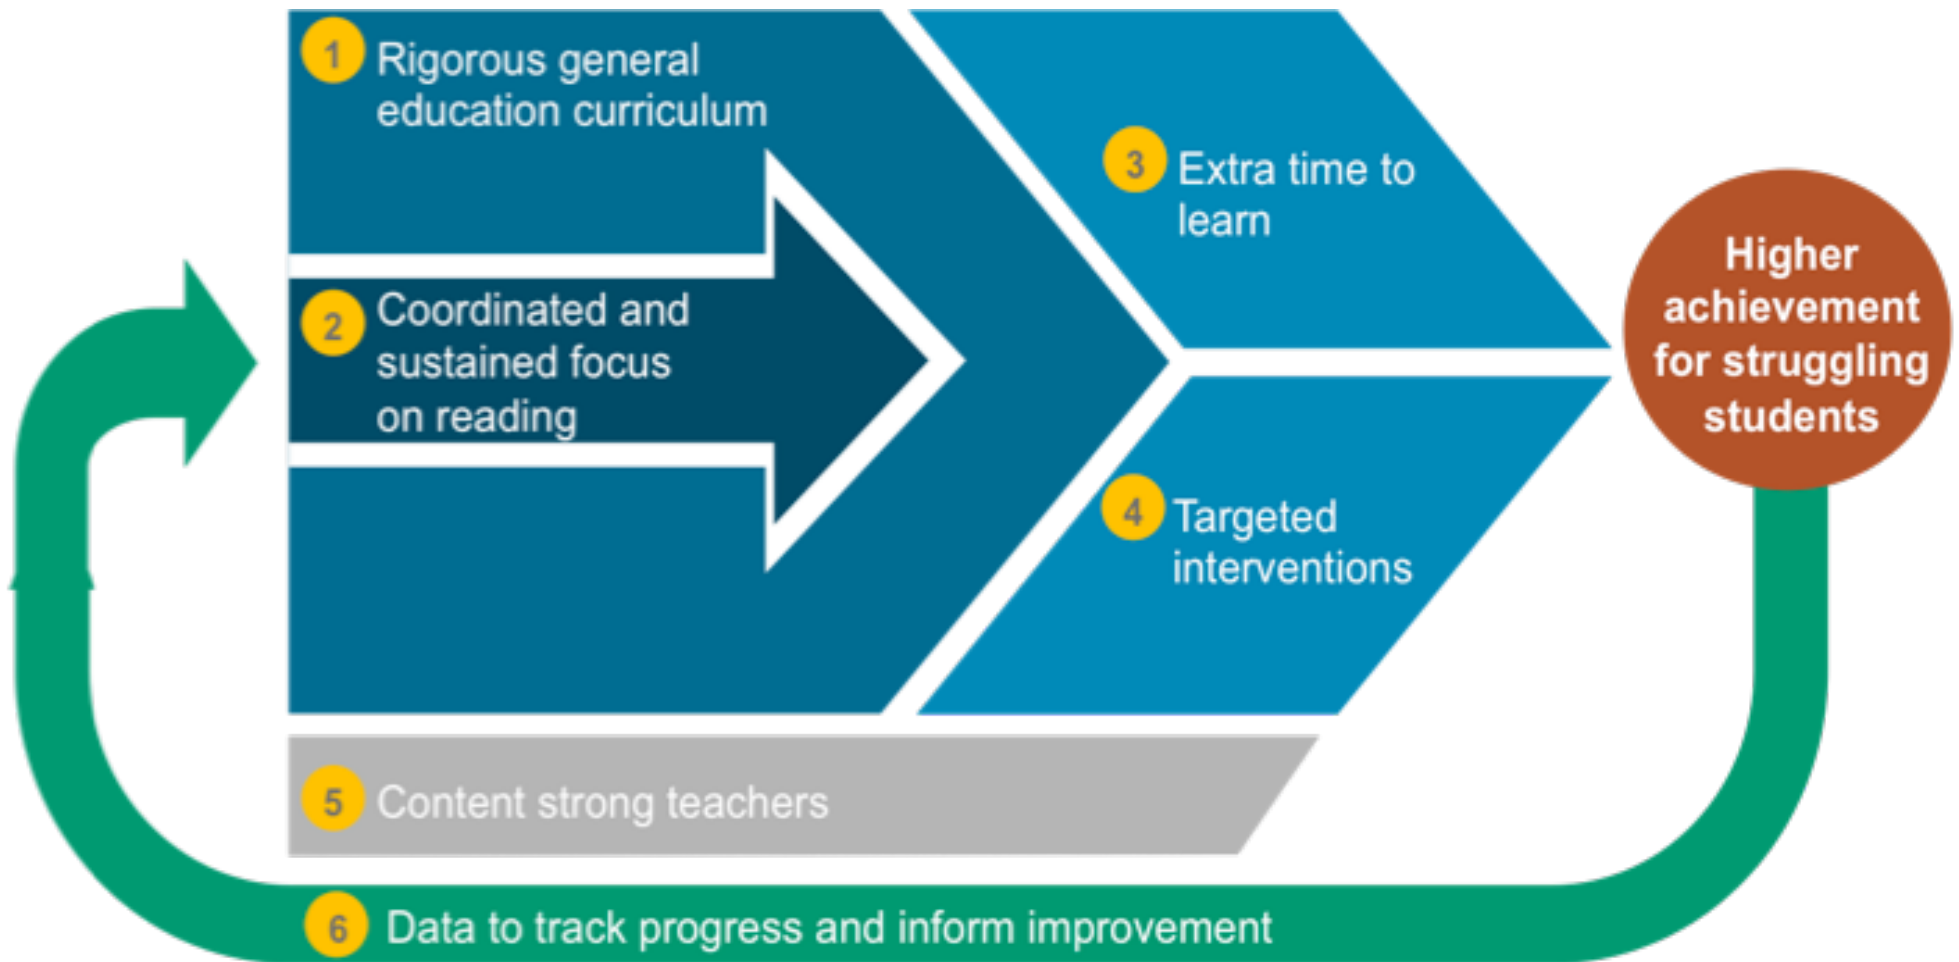 1
Rigorous general
education curriculum
2
Coordinated and
sustained focus
on reading
3
Extra time to
learn
4
Targeted
interventions
Higher
achievement
for struggling
students
5
Content strong teachers
6
Data to track progress and inform improvement